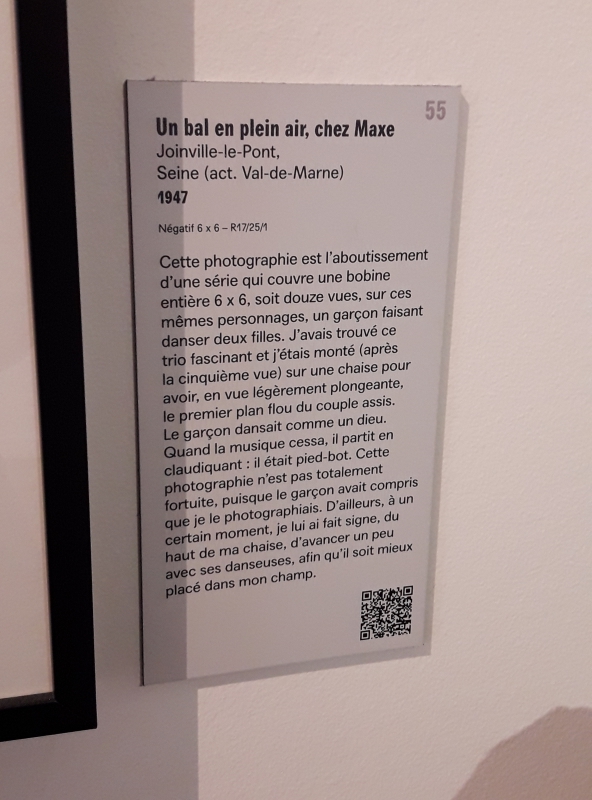 55
Un bal en plein air, chez Maxe
Joinville-le-Pont,
Seine (act. Val-de-Marne)
1947
Négatif 6 x 6 – R17/25/1
Cette photographie est l'aboutissement
d'une série qui couvre une bobine
entière 6 x 6, soit douze vues, sur ces
mêmes personnages, un garçon faisant
danser deux filles. J'avais trouvé ce
trio fascinant et j'étais monté (après
la cinquième vue) sur une chaise pour
avoir, en vue légèrement plongeante,
le premier plan flou du couple assis.
Le garçon dansait comme un dieu.
Quand la musique cessa, il partit en
claudiquant : il était pied-bot. Cette
photographie n'est pas totalement
fortuite, puisque le garçon avait compris
que je le photographiais. D'ailleurs, à un
certain moment, je lui ai fait signe, du
haut de ma chaise, d'avancer un peu
avec ses danseuses, afin qu'il soit mieux
placé dans mon champ.